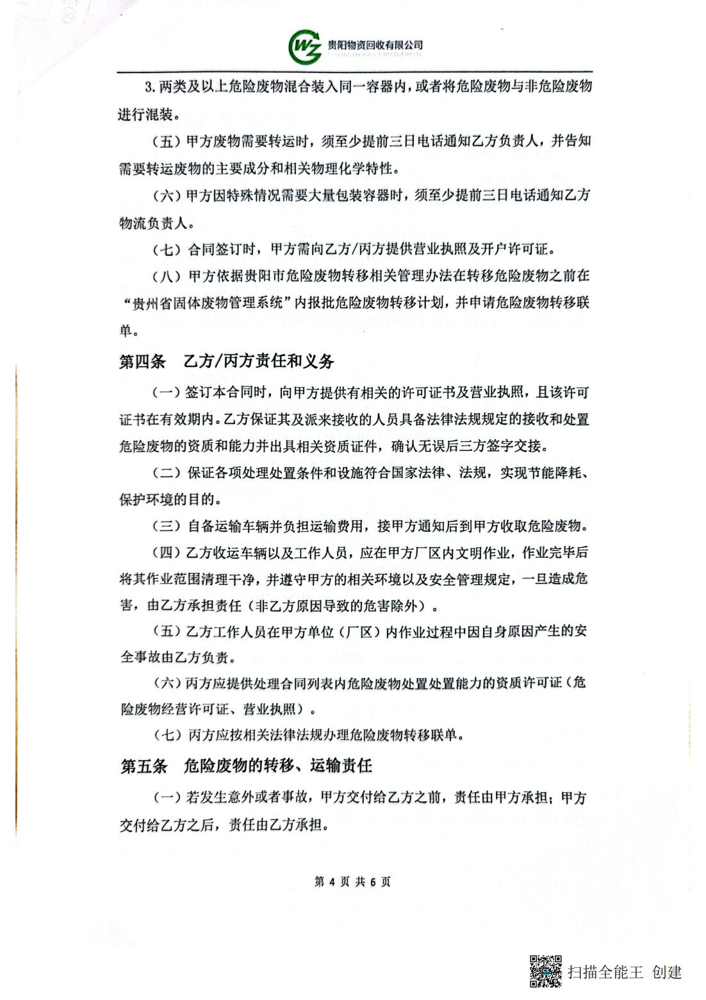 贵阳物资回收有限公司
3.两类及以上危险废物混合装入同一容器内，或者将危险废物与非危险废物
进行混装。
（五）甲方废物需要转运时，须至少提前三日电话通知乙方负责人，并告知
需要转运废物的主要成分和相关物理化学特性。
（六）甲方因特殊情况需要大量包装容器时，须至少提前三日电话通知乙方
物流负责人。
（七）合同签订时，甲方需向乙方/丙方提供营业执照及开户许可证。
（八）甲方依据贵阳市危险废物转移相关管理办法在转移危险废物之前在
“贵州省固体废物管理系统”内报批危险废物转移计划，并申请危险废物转移联
单。
第四条 乙方/丙方责任和义务
（一）签订本合同时，向甲方提供有相关的许可证书及营业执照，且该许可
证书在有效期内。乙方保证其及派来接收的人员具备法律法规规定的接收和处置
危险废物的资质和能力并出具相关资质证件，确认无误后三方签字交接。
（二）保证各项处理处置条件和设施符合国家法律、法规，实现节能降耗、
保护环境的目的。
（三）自备运输车辆并负担运输费用，接甲方通知后到甲方收取危险废物。
（四）乙方收运车辆以及工作人员，应在甲方厂区内文明作业，作业完毕后
将其作业范围清理干净，并遵守甲方的相关环境以及安全管理规定，一旦造成危
害，由乙方承担责任（非乙方原因导致的危害除外）。
（五）乙方工作人员在甲方单位（厂区）内作业过程中因自身原因产生的安
全事故由乙方负责。
（六）丙方应提供处理合同列表内危险废物处置处置能力的资质许可证（危
险废物经营许可证、营业执照）。
（七）丙方应按相关法律法规办理危险废物转移联单。
第五条 危险废物的转移、运输责任
（一）若发生意外或者事故，甲方交付给乙方之前，责任由甲方承担；甲方
交付给乙方之后，责任由乙方承担。
第 4 页 共 6 页
扫描全能王 创建